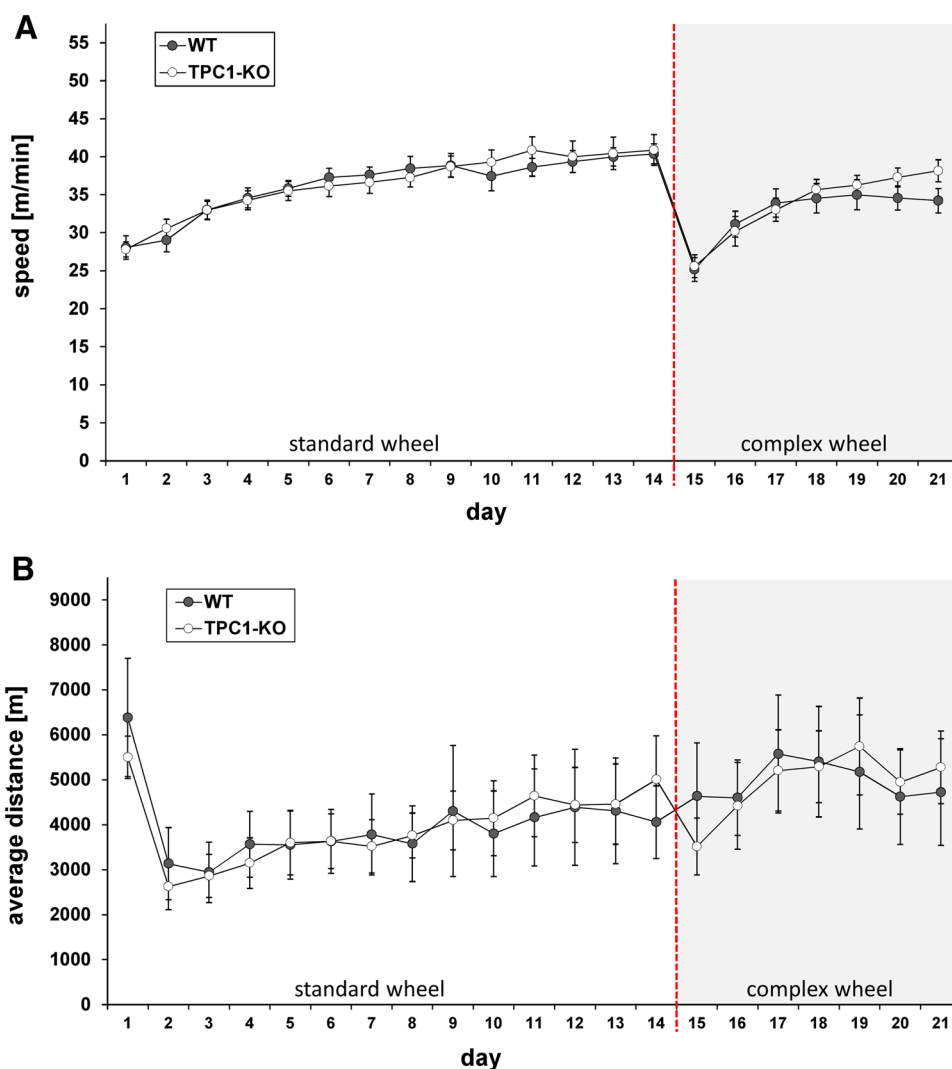 A
speed [m/min]
55
50
45
40
35
30
25
20
15
10
5
0
WT
TPC1-KO
standard wheel complex wheel
1 2 3 4 5 6 7 8 9 10 11 12 13 14 15 16 17 18 19 20 21
day
B
average distance [m]
9000
8000
7000
6000
5000
4000
3000
2000
1000
0
WT
TPC1-KO
standard wheel complex wheel
1 2 3 4 5 6 7 8 9 10 11 12 13 14 15 16 17 18 19 20 21
day